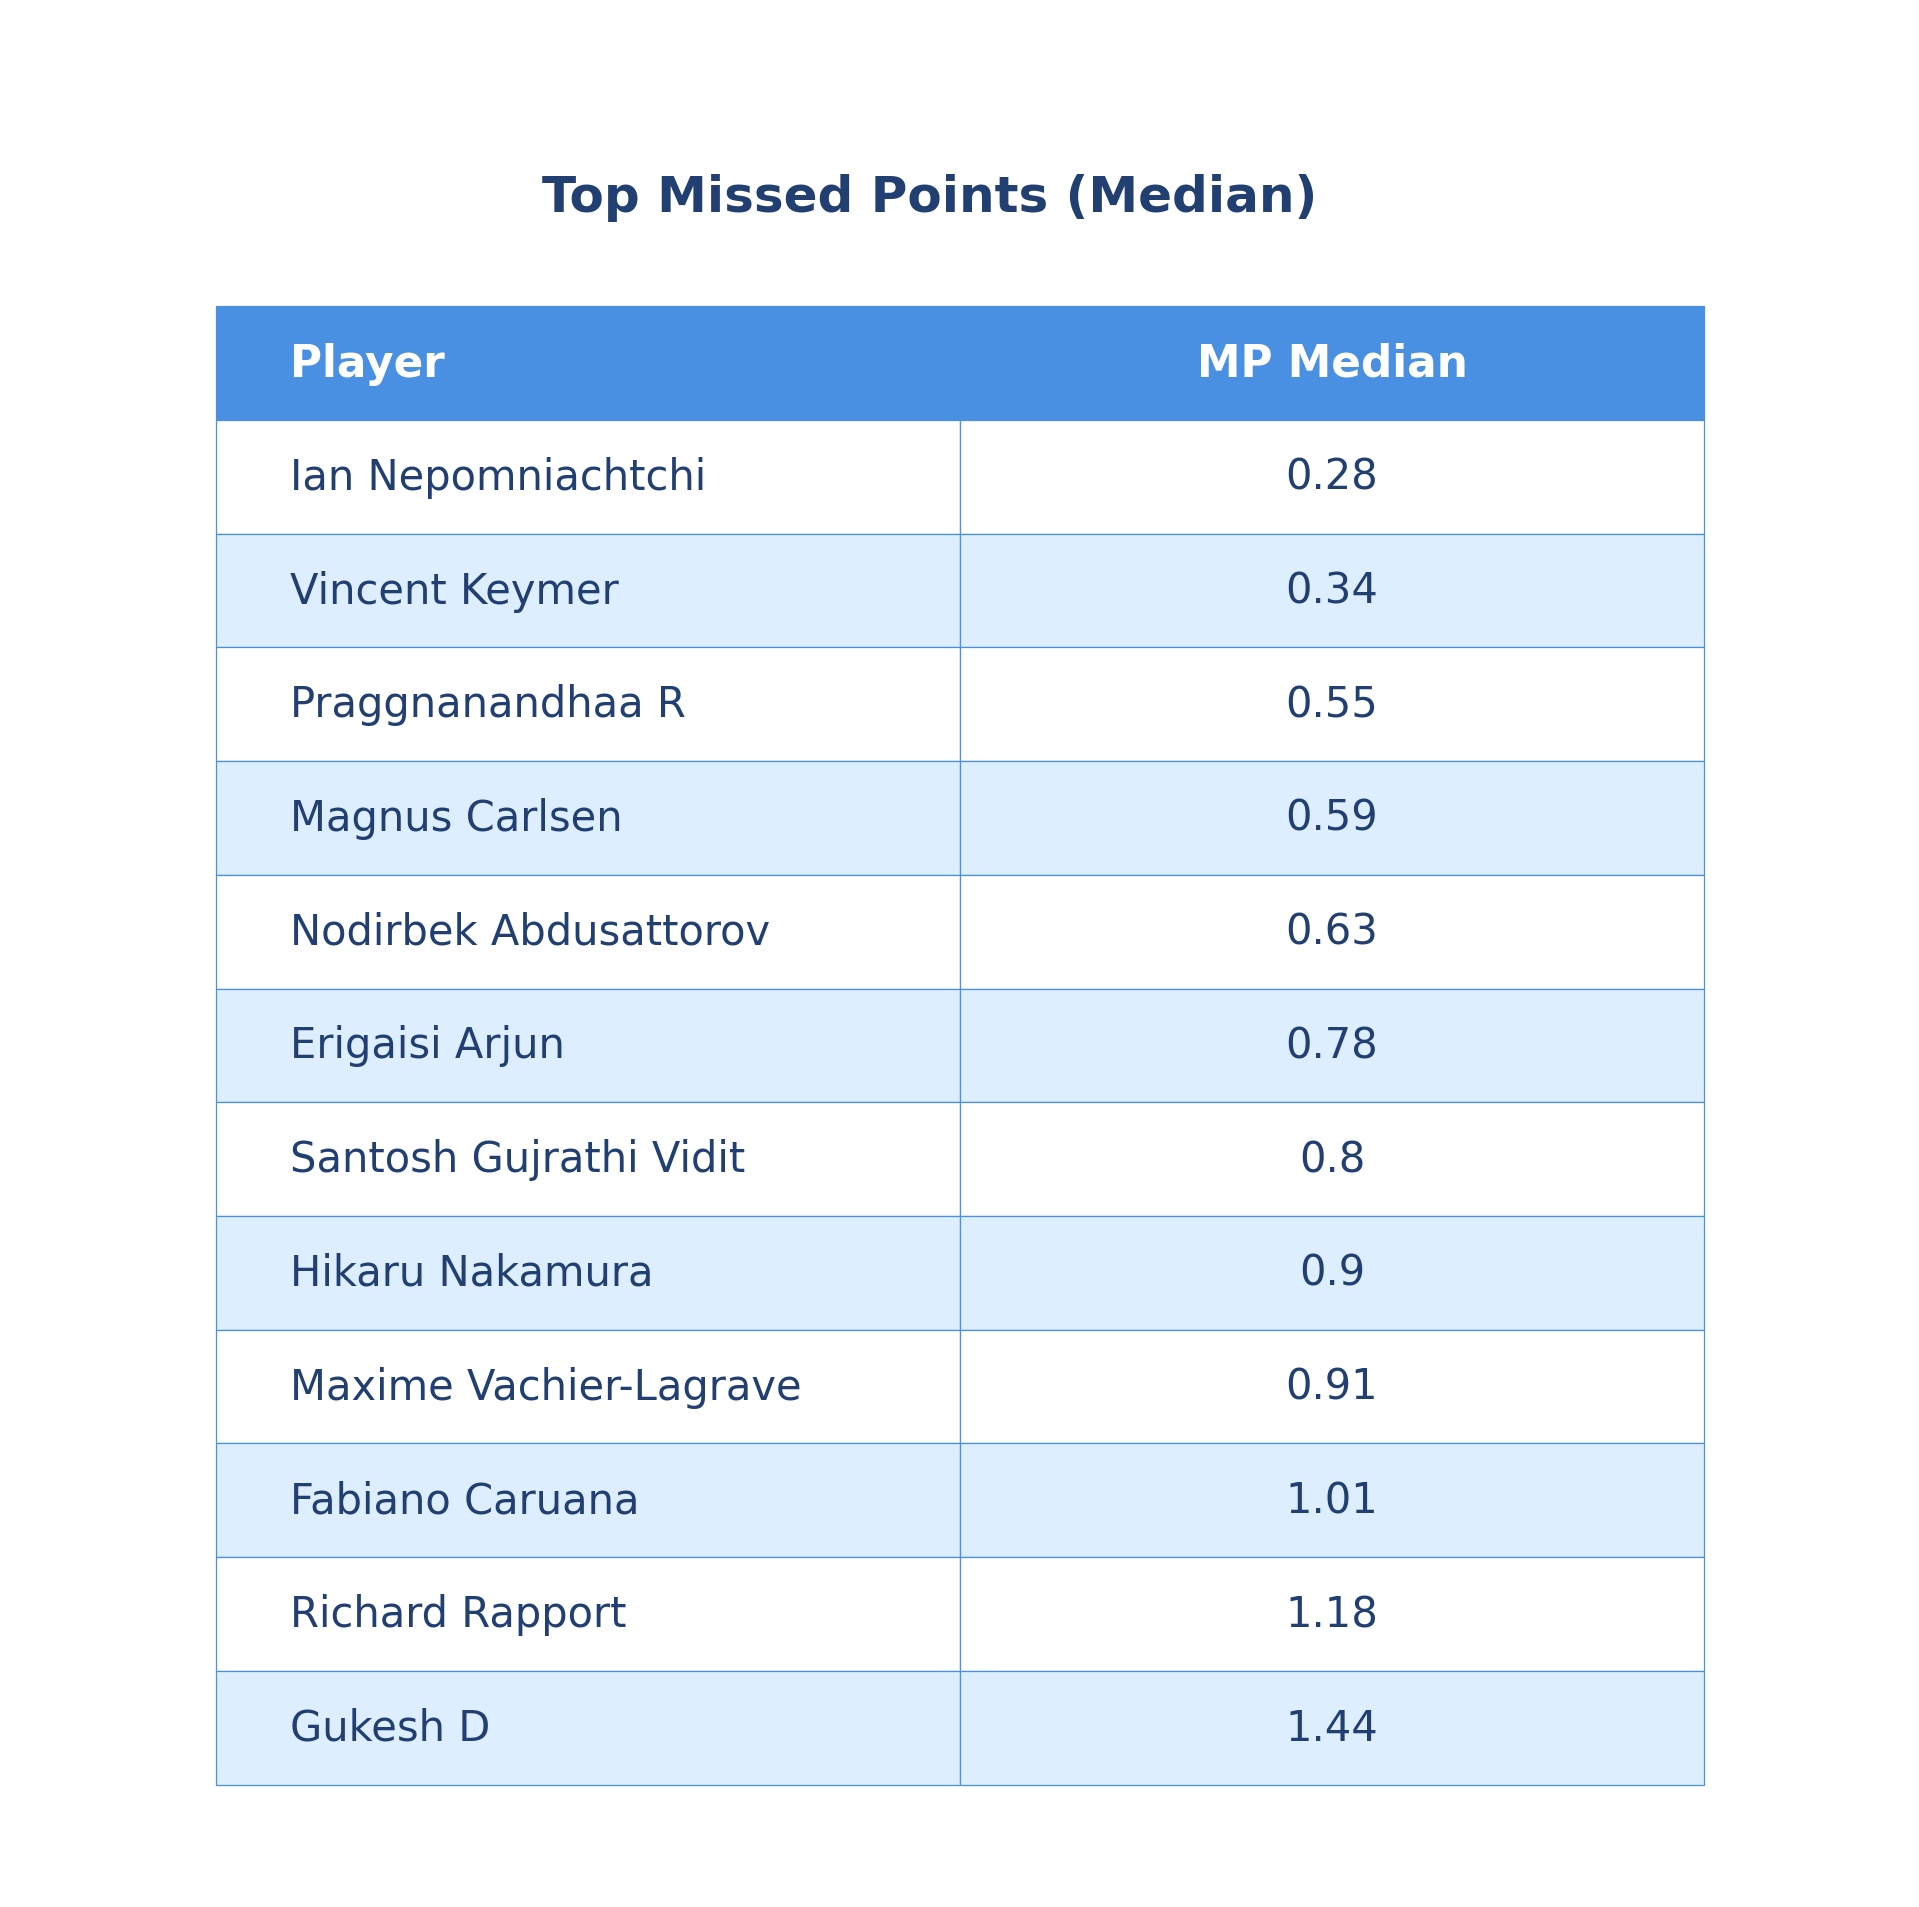 Top Missed Points (Median)
Player MP Median
Ian Nepomniachtchi 0.28
Vincent Keymer 0.34
Praggnanandhaa R 0.55
Magnus Carlsen 0.59
Nodirbek Abdusattorov 0.63
Erigaisi Arjun 0.78
Santosh Gujrathi Vidit 0.8
Hikaru Nakamura 0.9
Maxime Vachier-Lagrave 0.91
Fabiano Caruana 1.01
Richard Rapport 1.18
Gukesh D 1.44